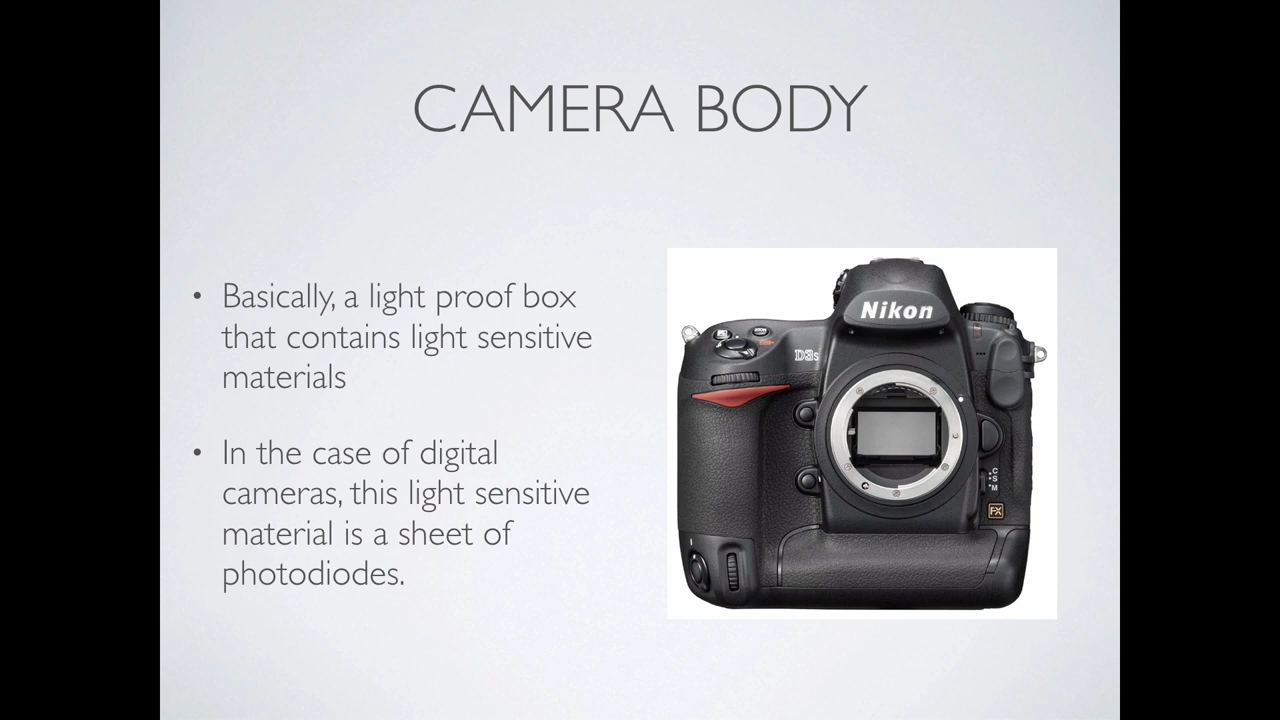 CAMERA BODY
• Basically, a light proof box
that contains light sensitive
materials
• In the case of digital
cameras, this light sensitive
material is a sheet of
photodiodes.
Nikon
D3s
C
S
M
FX